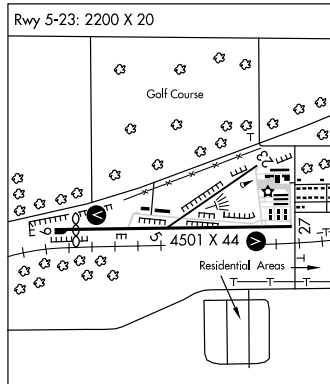 Rwy 5-23: 2200 X 20
Golf Course
23
9
5
4501 X 44
27
V
V
Residential Areas